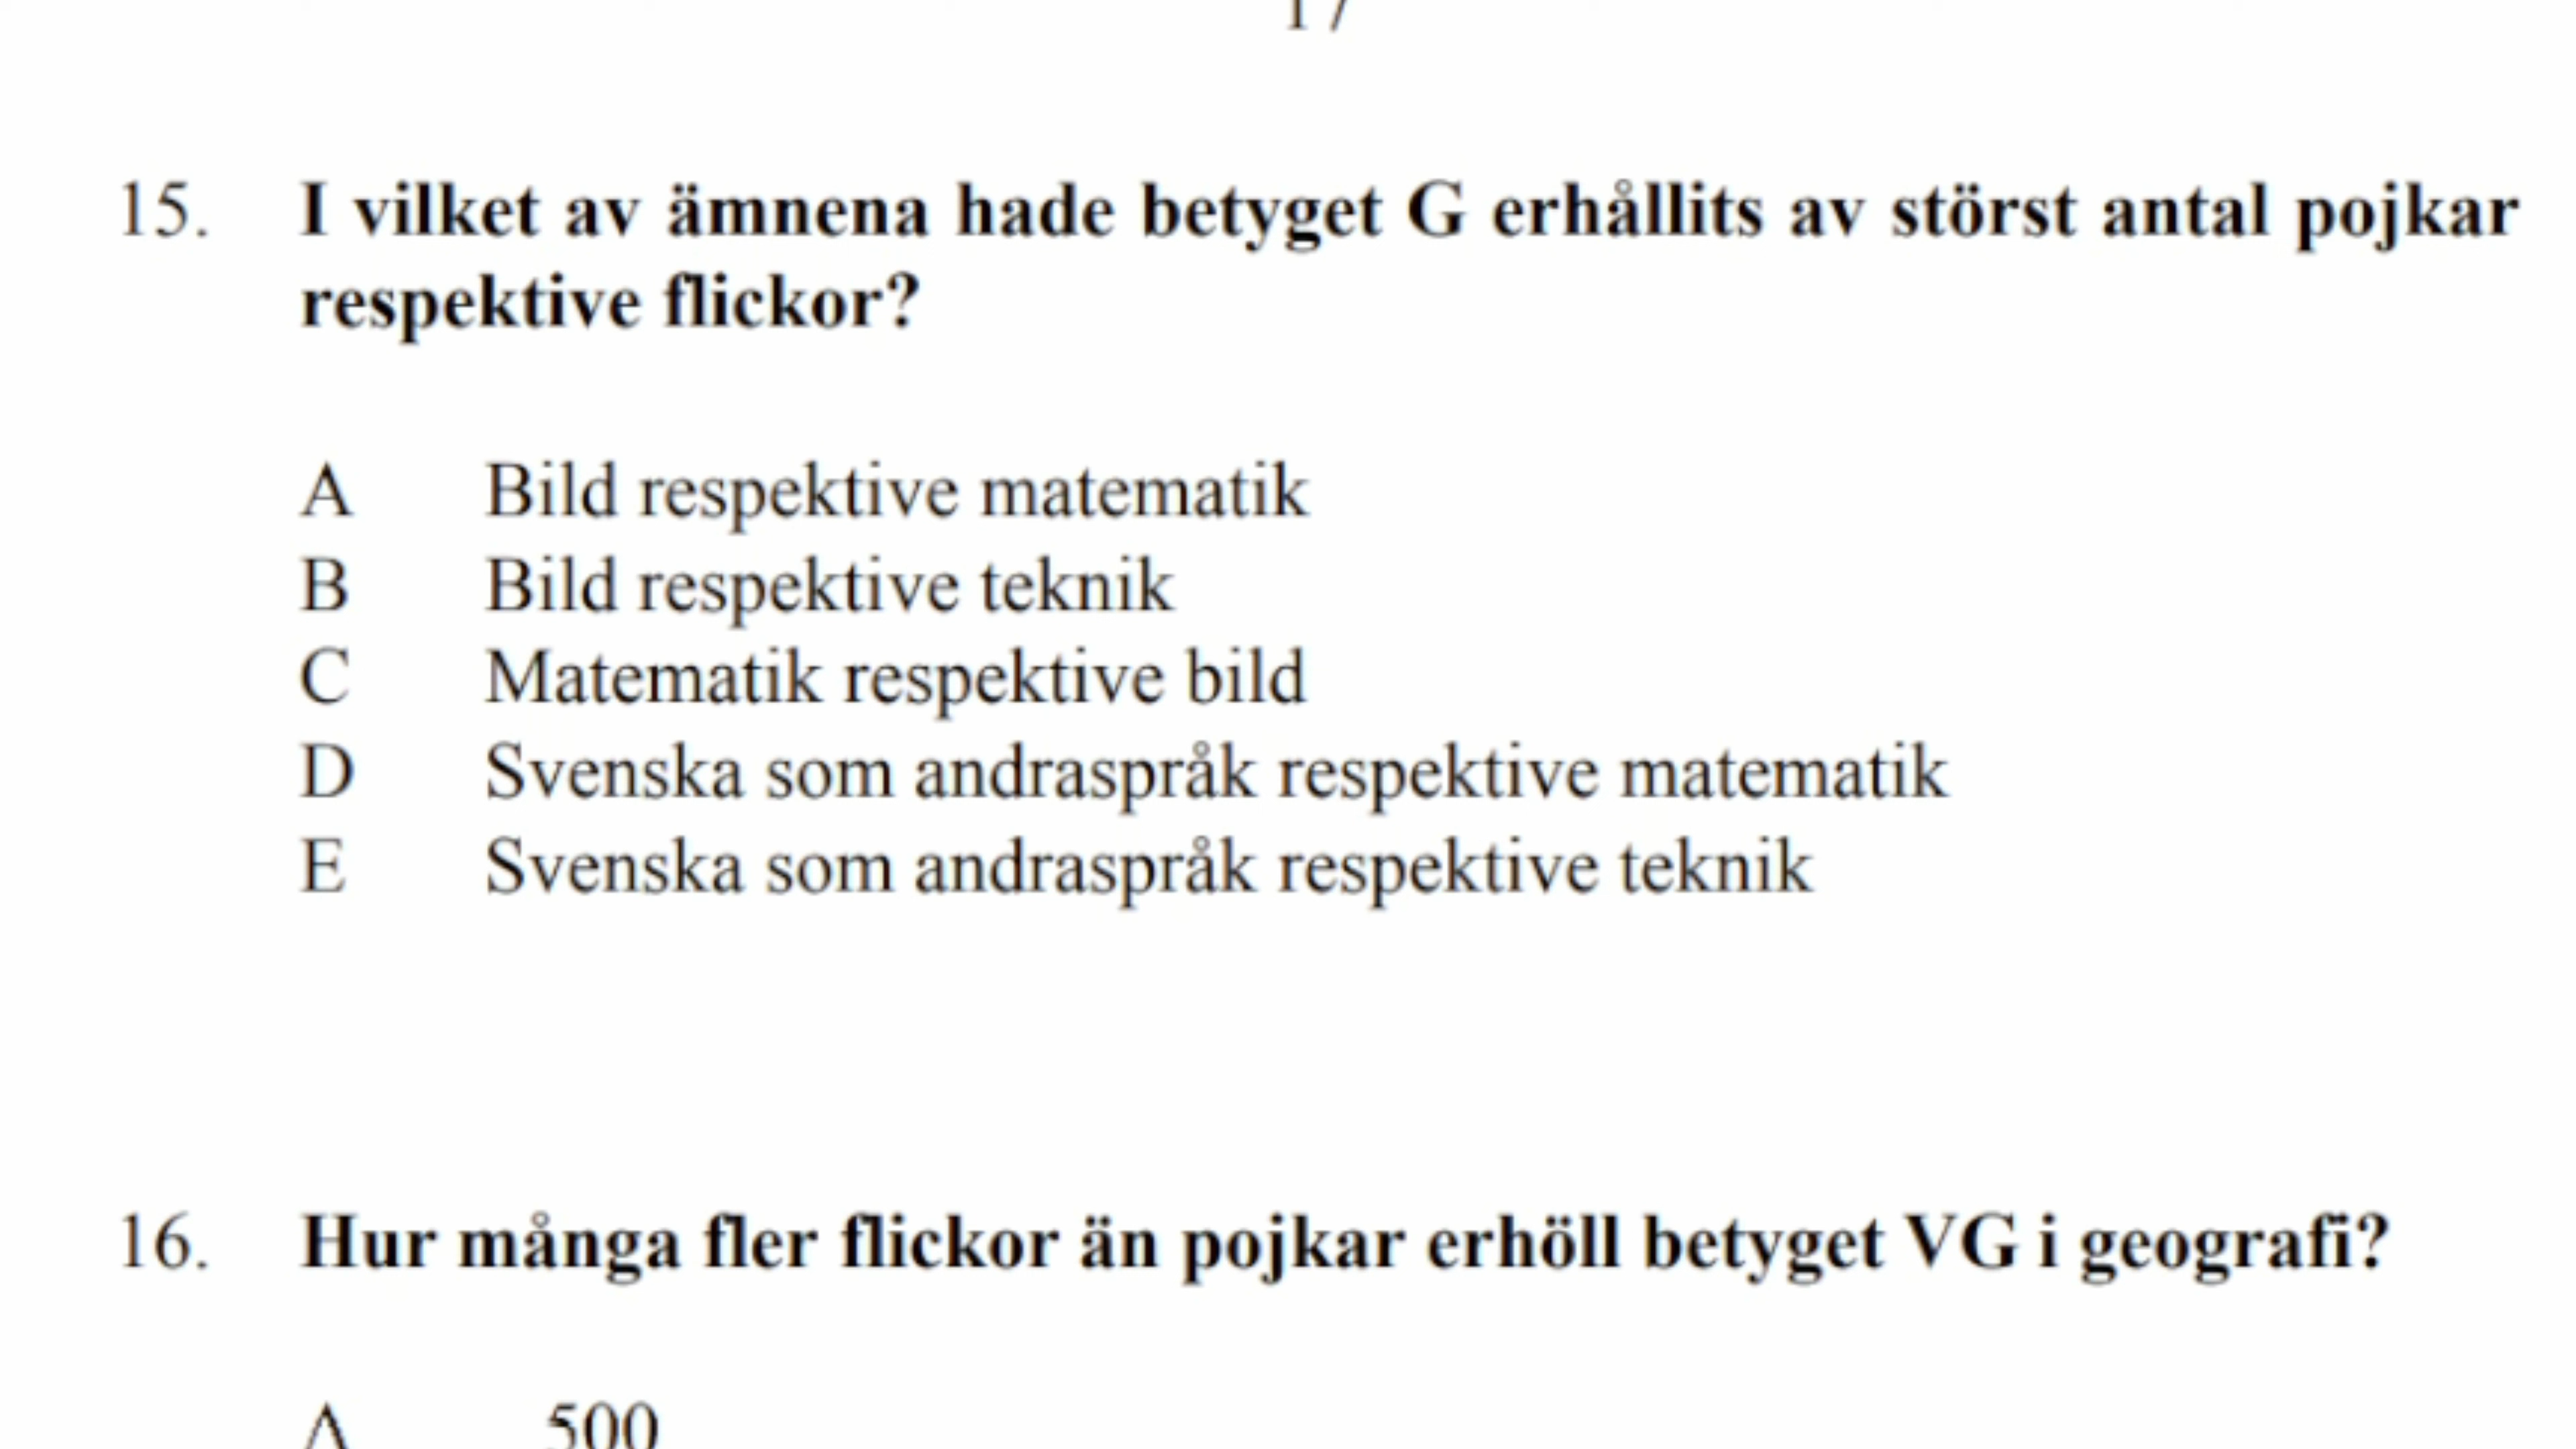 15. I vilket av ämnena hade betyget G erhållits av störst antal pojkar
respektive flickor?
A Bild respektive matematik
B Bild respektive teknik
C Matematik respektive bild
D Svenska som andraspråk respektive matematik
E Svenska som andraspråk respektive teknik
16. Hur många fler flickor än pojkar erhöll betyget VG i geografi?
A 500